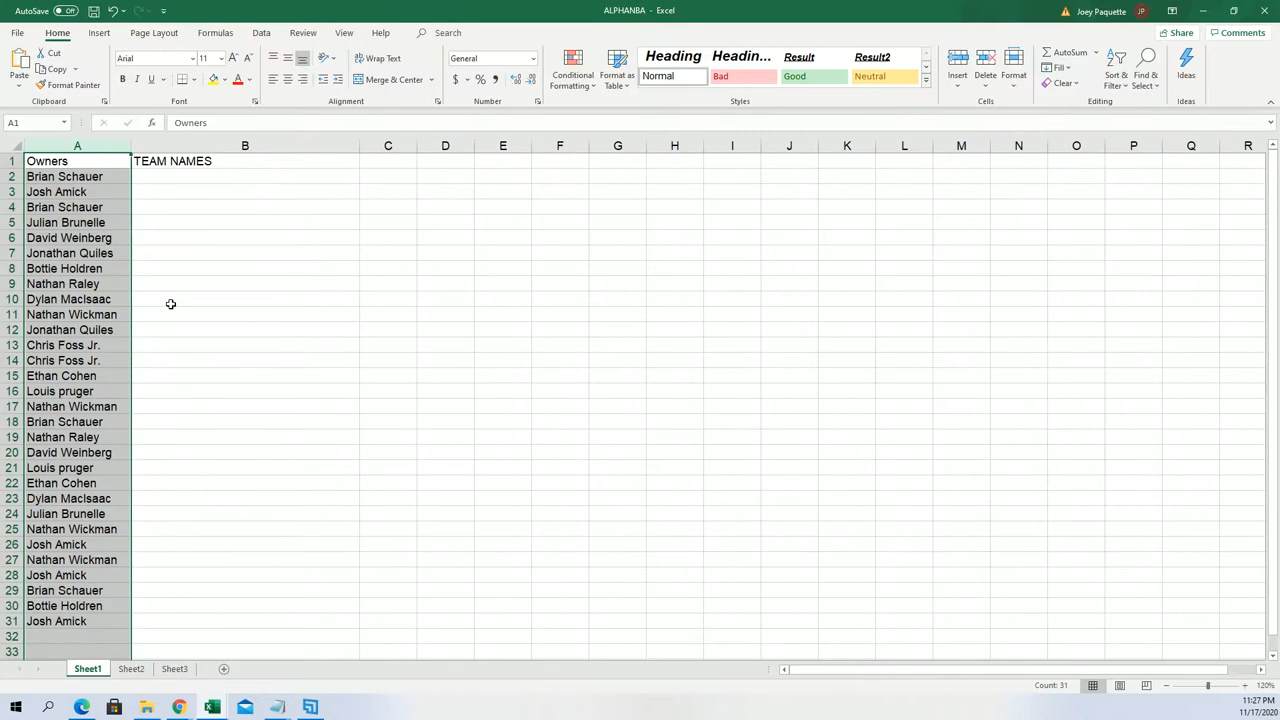 AutoSave Off
ALPHANBA - Excel
Joey Paquette JP
File Home Insert Page Layout Formulas Data Review View Help Search
Share Comments
Paste
Cut
Copy
Format Painter
Clipboard
Arial 11
B I U
Font
Wrap Text
Merge & Center
Alignment
General
$ % ,
Number
Conditional Formatting
Format as Table
Heading Headin... Result Result2
Normal Bad Good Neutral
Styles
Insert Delete Format
Cells
AutoSum
Fill
Clear
Sort & Filter
Find & Select
Editing
Ideas
Ideas
A1 fx Owners
A B C D E F G H I J K L M N O P Q R
1 Owners TEAM NAMES
2 Brian Schauer
3 Josh Amick
4 Brian Schauer
5 Julian Brunelle
6 David Weinberg
7 Jonathan Quiles
8 Bottie Holdren
9 Nathan Raley
10 Dylan MacIsaac
11 Nathan Wickman
12 Jonathan Quiles
13 Chris Foss Jr.
14 Chris Foss Jr.
15 Ethan Cohen
16 Louis pruger
17 Nathan Wickman
18 Brian Schauer
19 Nathan Raley
20 David Weinberg
21 Louis pruger
22 Ethan Cohen
23 Dylan MacIsaac
24 Julian Brunelle
25 Nathan Wickman
26 Josh Amick
27 Nathan Wickman
28 Josh Amick
29 Brian Schauer
30 Bottie Holdren
31 Josh Amick
32
33
Sheet1 Sheet2 Sheet3
Count: 31 120%
11:27 PM
11/17/2020